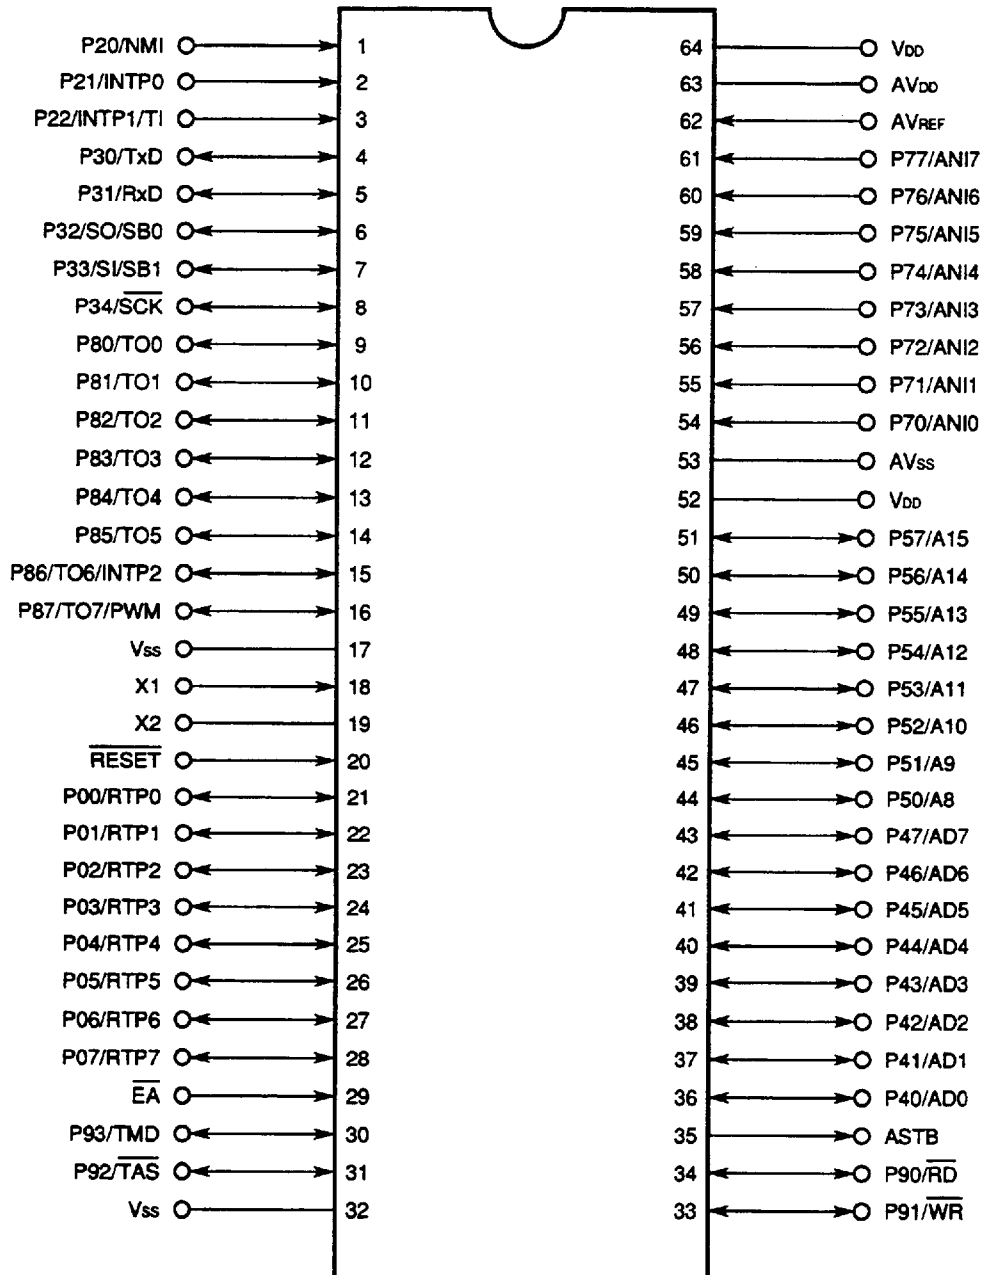 P20/NMI 1 64 VDD
P21/INTP0 2 63 AVDD
P22/INTP1/TI 3 62 AVREF
P30/TxD 4 61 P77/ANI7
P31/RxD 5 60 P76/ANI6
P32/SO/SB0 6 59 P75/ANI5
P33/SI/SB1 7 58 P74/ANI4
P34/S̅C̅K̅ 8 57 P73/ANI3
P80/TO0 9 56 P72/ANI2
P81/TO1 10 55 P71/ANI1
P82/TO2 11 54 P70/ANI0
P83/TO3 12 53 AVSS
P84/TO4 13 52 VDD
P85/TO5 14 51 P57/A15
P86/TO6/INTP2 15 50 P56/A14
P87/TO7/PWM 16 49 P55/A13
VSS 17 48 P54/A12
X1 18 47 P53/A11
X2 19 46 P52/A10
R̅E̅S̅E̅T̅ 20 45 P51/A9
P00/RTP0 21 44 P50/A8
P01/RTP1 22 43 P47/AD7
P02/RTP2 23 42 P46/AD6
P03/RTP3 24 41 P45/AD5
P04/RTP4 25 40 P44/AD4
P05/RTP5 26 39 P43/AD3
P06/RTP6 27 38 P42/AD2
P07/RTP7 28 37 P41/AD1
E̅A̅ 29 36 P40/AD0
P93/TMD 30 35 ASTB
P92/T̅A̅S̅ 31 34 P90/R̅D̅
VSS 32 33 P91/W̅R̅